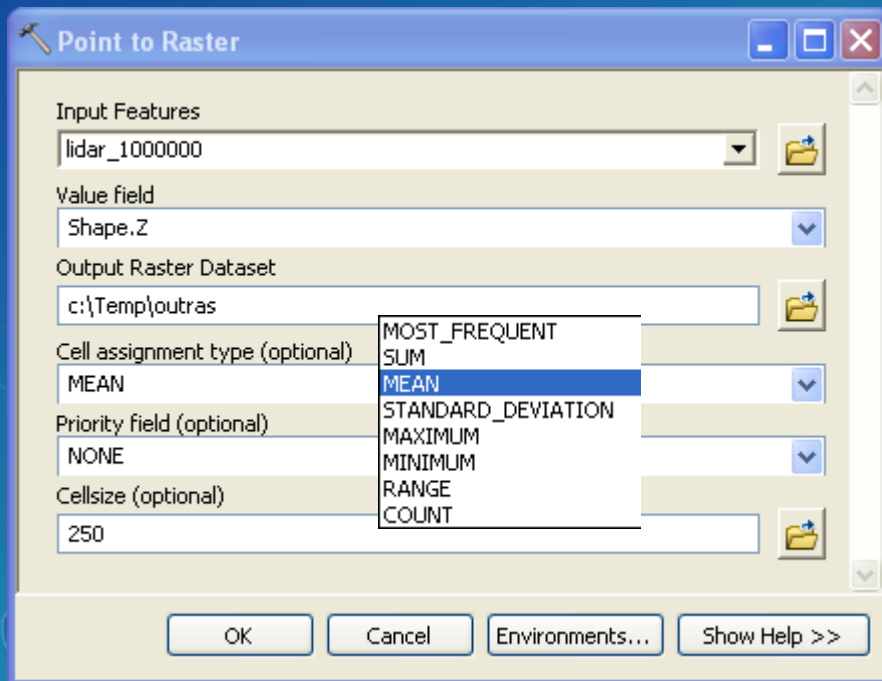 Point to Raster
Input Features
lidar_1000000
Value field
Shape.Z
Output Raster Dataset
c:\Temp\outras
Cell assignment type (optional)
MEAN
MOST_FREQUENT
SUM
MEAN
STANDARD_DEVIATION
MAXIMUM
MINIMUM
RANGE
COUNT
Priority field (optional)
NONE
Cellsize (optional)
250
OK
Cancel
Environments...
Show Help >>